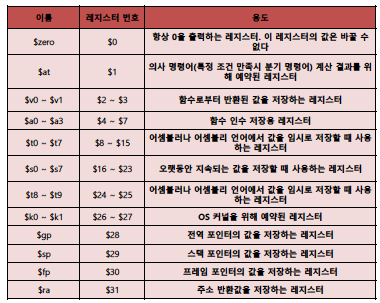 이름 레지스터 번호 용도
$zero $0 항상 0을 출력하는 레지스터. 이 레지스터의 값은 바꿀 수
없다
$at $1 의사 명령어(특정 조건 만족시 분기 명령어) 계산 결과를 위
해 예약된 레지스터
$v0 ~ $v1 $2 ~ $3 함수로부터 반환된 값을 저장하는 레지스터
$a0 ~ $a3 $4 ~ $7 함수 인수 저장용 레지스터
$t0 ~ $t7 $8 ~ $15 어셈블러나 어셈블리 언어에서 값을 임시로 저장할 때 사용
하는 레지스터
$s0 ~ $s7 $16 ~ $23 오랫동안 지속되는 값을 저장할 때 사용하는 레지스터
$t8 ~ $t9 $24 ~ $25 어셈블러나 어셈블리 언어에서 값을 임시로 저장할 때 사용
하는 레지스터
$k0 ~ $k1 $26 ~ $27 OS 커널을 위해 예약된 레지스터
$gp $28 전역 포인터의 값을 저장하는 레지스터
$sp $29 스택 포인터의 값을 저장하는 레지스터
$fp $30 프레임 포인터의 값을 저장하는 레지스터
$ra $31 주소 반환값을 저장하는 레지스터